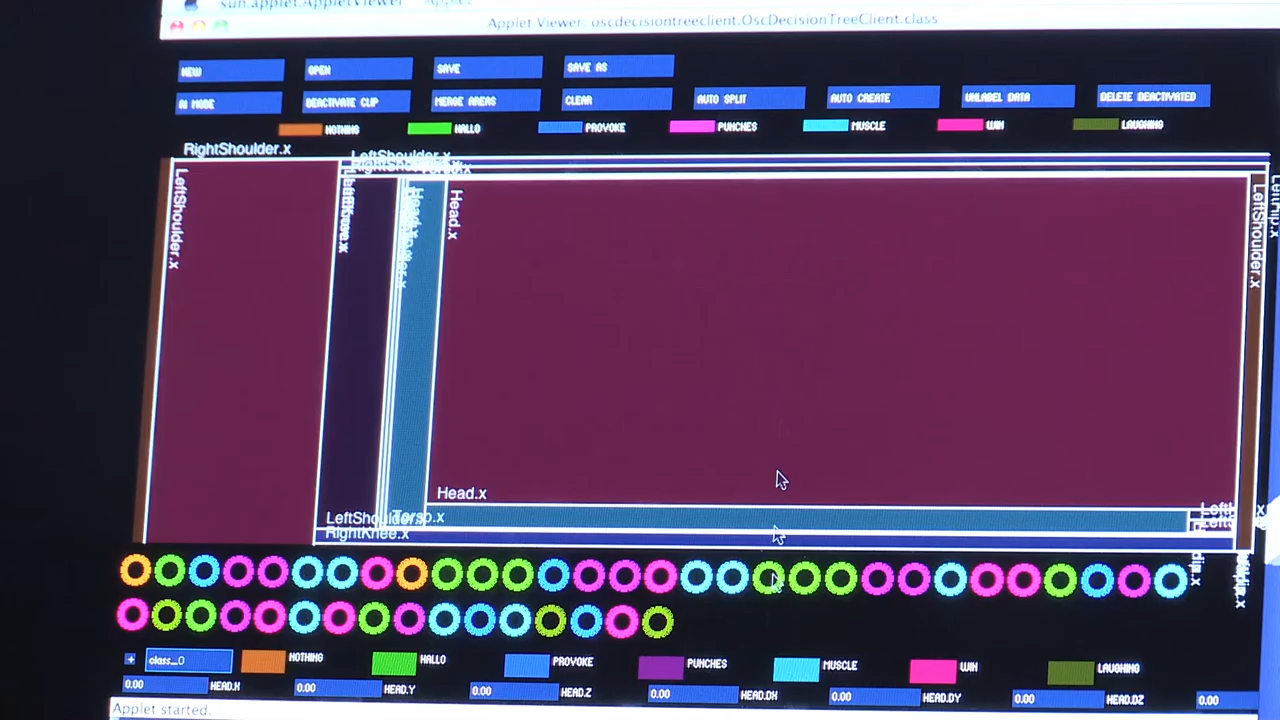 sun.applet.AppletViewer Applet
Applet Viewer: oscdecisiontreeclient.OscDecisionTreeClient.class
NEW OPEN SAVE SAVE AS
AI MODE DEACTIVATE CLIP MERGE AREAS CLEAR AUTO SPLIT AUTO CREATE UNLABEL DATA DELETE DEACTIVATED
NOTHING HALLO PROVOKE PUNCHES MUSCLE WIN LAUGHING
RightShoulder.x
LeftShoulder.x
LeftShoulder.x
Head.x
LeftShoulder.x
Head.x
LeftShoulder.x
Torso.x
RightKnee.x
+ class_0 NOTHING HALLO PROVOKE PUNCHES MUSCLE WIN LAUGHING
0.00 HEAD.X 0.00 HEAD.Y 0.00 HEAD.Z 0.00 HEAD.DX 0.00 HEAD.DY 0.00 HEAD.DZ 0.00
Applet started.